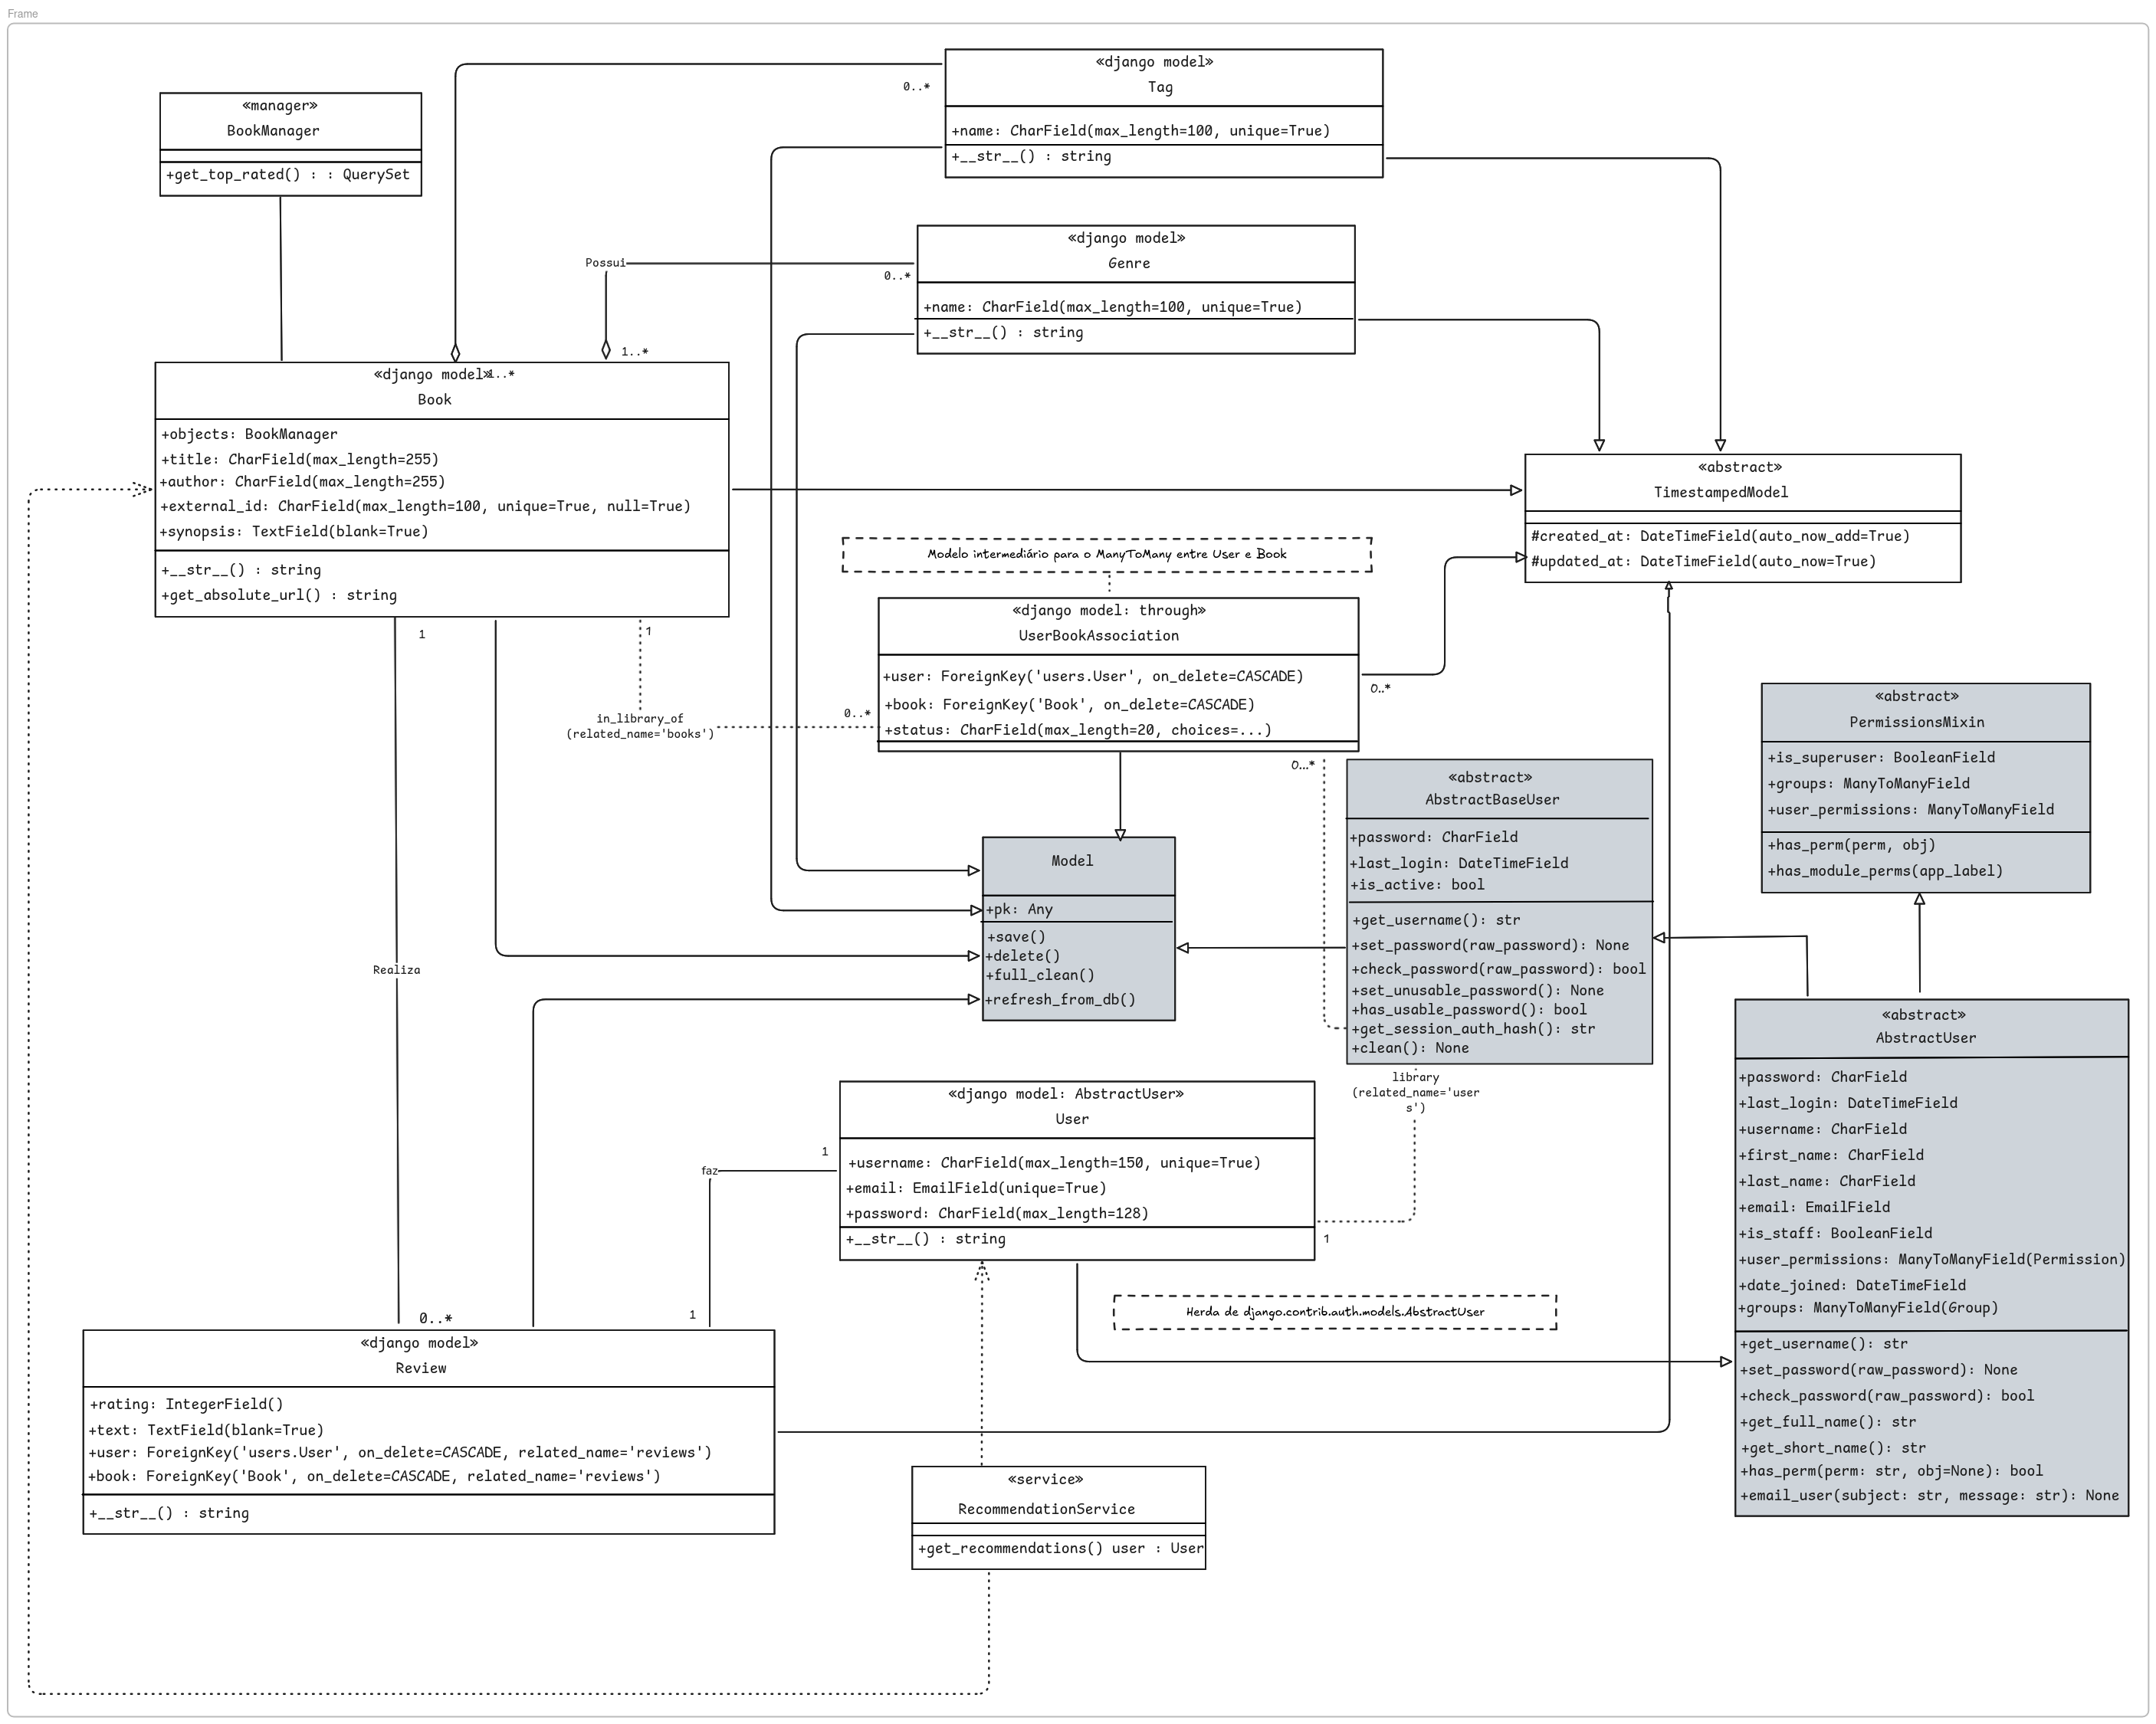 Frame
«django model»
Tag
+name: CharField(max_length=100, unique=True)
+__str__() : string
0..*
«manager»
BookManager
+get_top_rated() : : QuerySet
«django model»
Genre
+name: CharField(max_length=100, unique=True)
+__str__() : string
Possui
0..*
1..*
«django model»
1..*
Book
+objects: BookManager
+title: CharField(max_length=255)
+author: CharField(max_length=255)
+external_id: CharField(max_length=100, unique=True, null=True)
+synopsis: TextField(blank=True)
+__str__() : string
+get_absolute_url() : string
«abstract»
TimestampedModel
#created_at: DateTimeField(auto_now_add=True)
#updated_at: DateTimeField(auto_now=True)
Modelo intermediário para o ManyToMany entre User e Book
«django model: through»
UserBookAssociation
+user: ForeignKey('users.User', on_delete=CASCADE)
+book: ForeignKey('Book', on_delete=CASCADE)
+status: CharField(max_length=20, choices=...)
1
1
in_library_of
(related_name='books')
0..*
0..*
0...*
«abstract»
PermissionsMixin
+is_superuser: BooleanField
+groups: ManyToManyField
+user_permissions: ManyToManyField
+has_perm(perm, obj)
+has_module_perms(app_label)
«abstract»
AbstractBaseUser
+password: CharField
+last_login: DateTimeField
+is_active: bool
+get_username(): str
+set_password(raw_password): None
+check_password(raw_password): bool
+set_unusable_password(): None
+has_usable_password(): bool
+get_session_auth_hash(): str
+clean(): None
Model
+pk: Any
+save()
+delete()
+full_clean()
+refresh_from_db()
Realiza
«abstract»
AbstractUser
+password: CharField
+last_login: DateTimeField
+username: CharField
+first_name: CharField
+last_name: CharField
+email: EmailField
+is_staff: BooleanField
+user_permissions: ManyToManyField(Permission)
+date_joined: DateTimeField
+groups: ManyToManyField(Group)
+get_username(): str
+set_password(raw_password): None
+check_password(raw_password): bool
+get_full_name(): str
+get_short_name(): str
+has_perm(perm: str, obj=None): bool
+email_user(subject: str, message: str): None
library
(related_name='user
s')
«django model: AbstractUser»
User
+username: CharField(max_length=150, unique=True)
+email: EmailField(unique=True)
+password: CharField(max_length=128)
+__str__() : string
1
faz
1
1
Herda de django.contrib.auth.models.AbstractUser
0..*
«django model»
Review
+rating: IntegerField()
+text: TextField(blank=True)
+user: ForeignKey('users.User', on_delete=CASCADE, related_name='reviews')
+book: ForeignKey('Book', on_delete=CASCADE, related_name='reviews')
+__str__() : string
«service»
RecommendationService
+get_recommendations() user : User